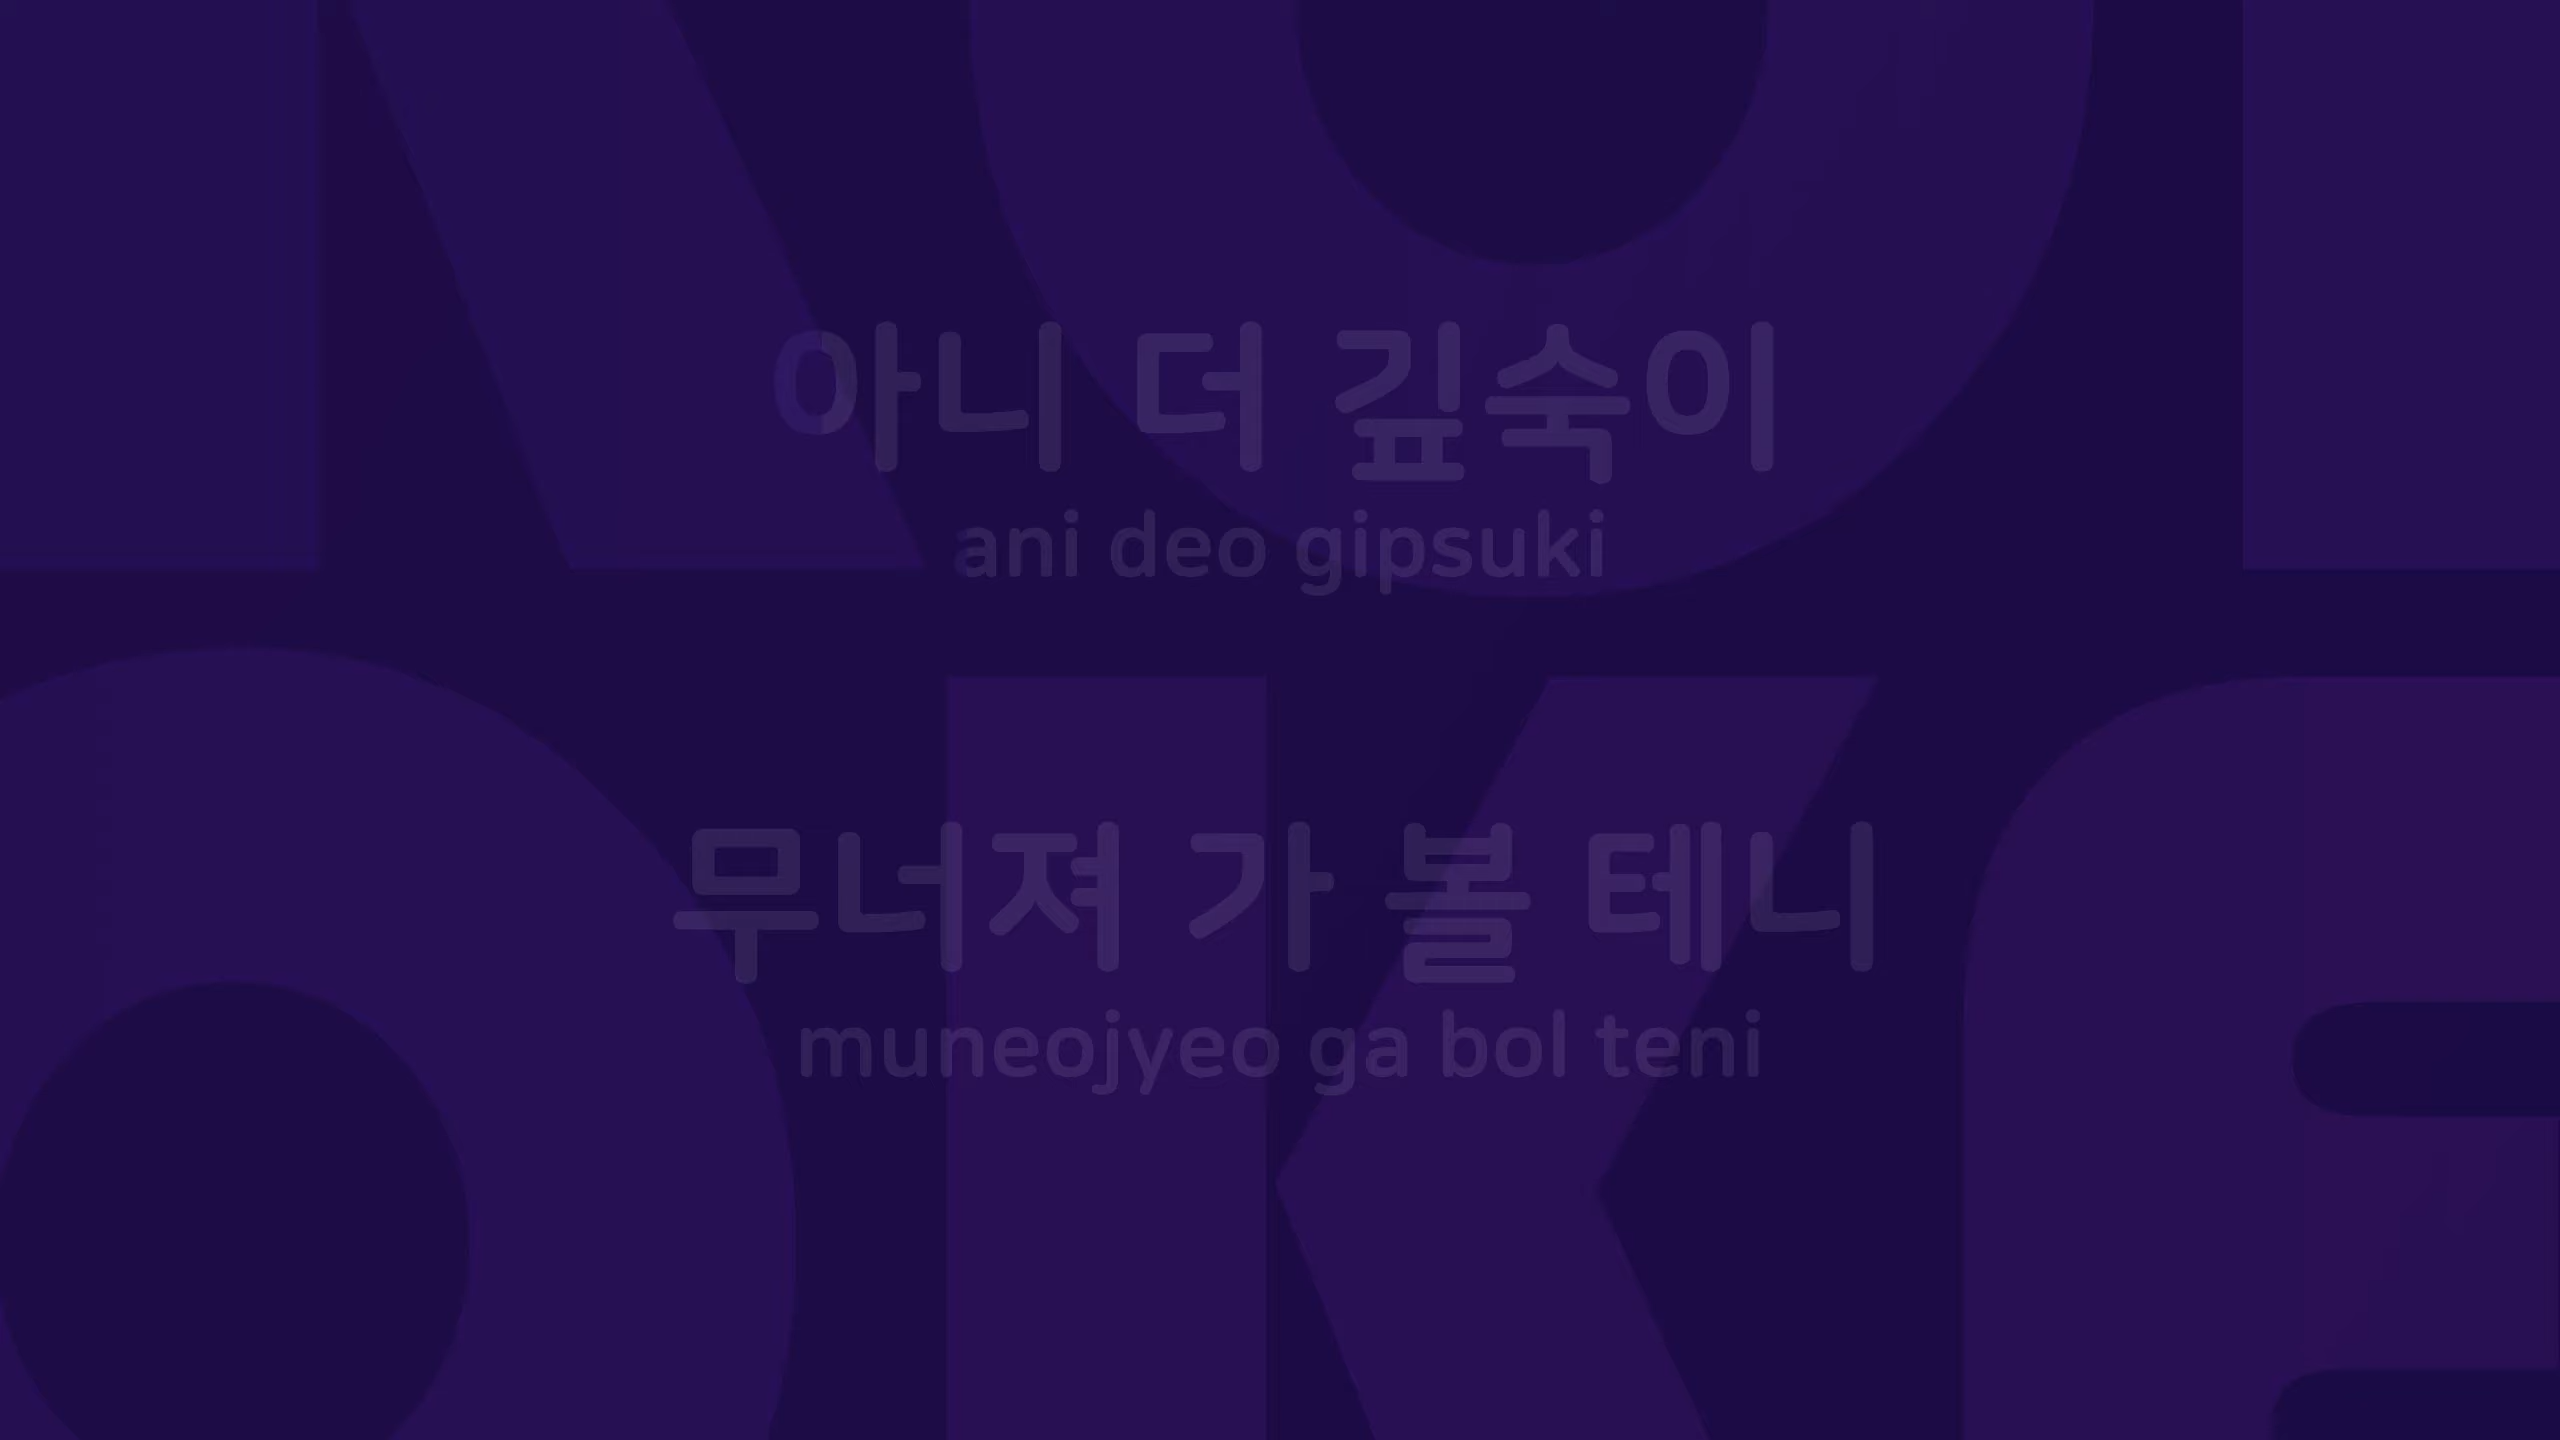 아니 더 깊숙이
ani deo gipsuki
무너져 가 볼 테니
muneojyeo ga bol teni